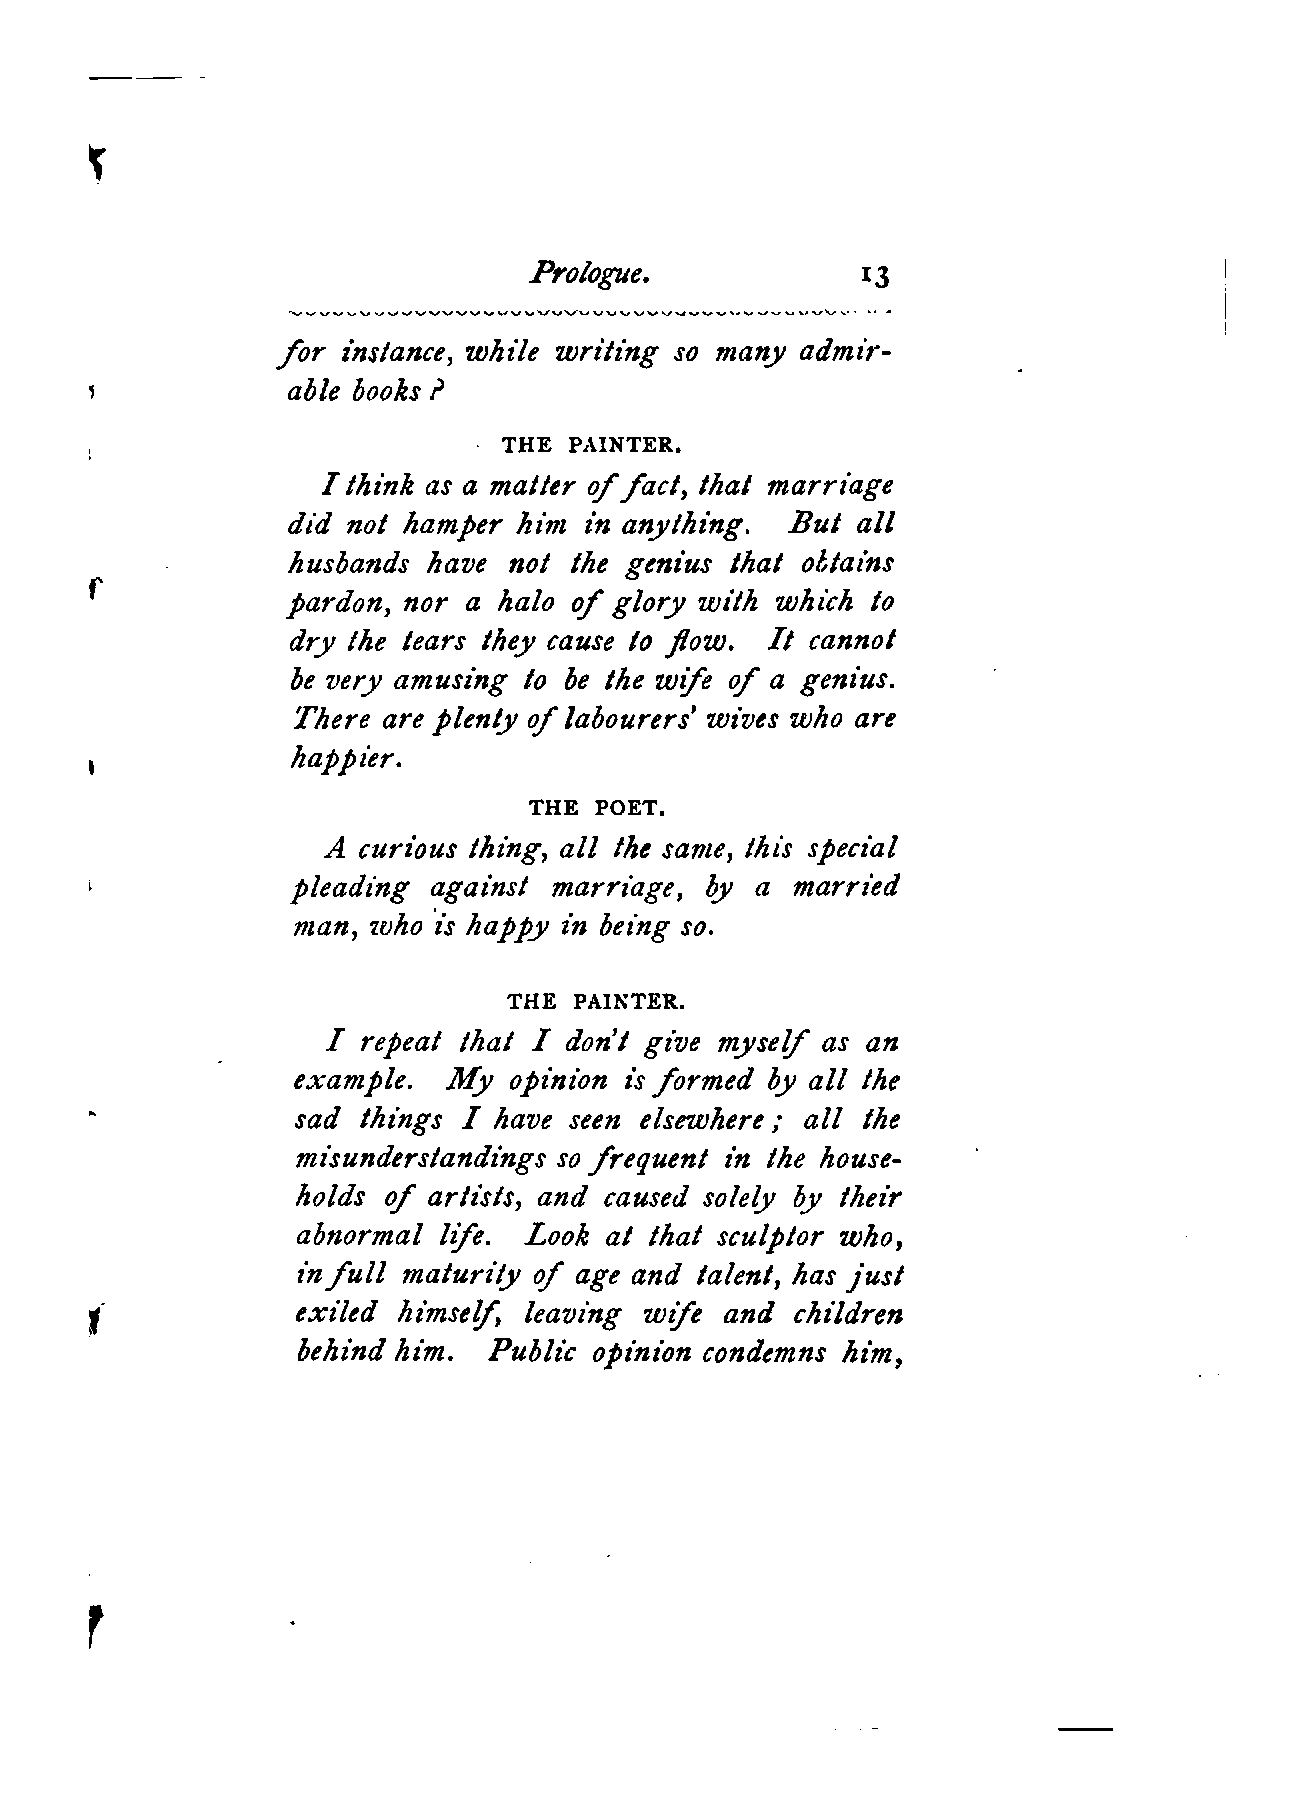 Prologue. 13
for instance, while writing so many admir-
able books ?
THE PAINTER.
I think as a matter of fact, that marriage
did not hamper him in anything. But all
husbands have not the genius that obtains
pardon, nor a halo of glory with which to
dry the tears they cause to flow. It cannot
be very amusing to be the wife of a genius.
There are plenty of labourers' wives who are
happier.
THE POET.
A curious thing, all the same, this special
pleading against marriage, by a married
man, who is happy in being so.
THE PAINTER.
I repeat that I don't give myself as an
example. My opinion is formed by all the
sad things I have seen elsewhere ; all the
misunderstandings so frequent in the house-
holds of artists, and caused solely by their
abnormal life. Look at that sculptor who,
in full maturity of age and talent, has just
exiled himself, leaving wife and children
behind him. Public opinion condemns him,